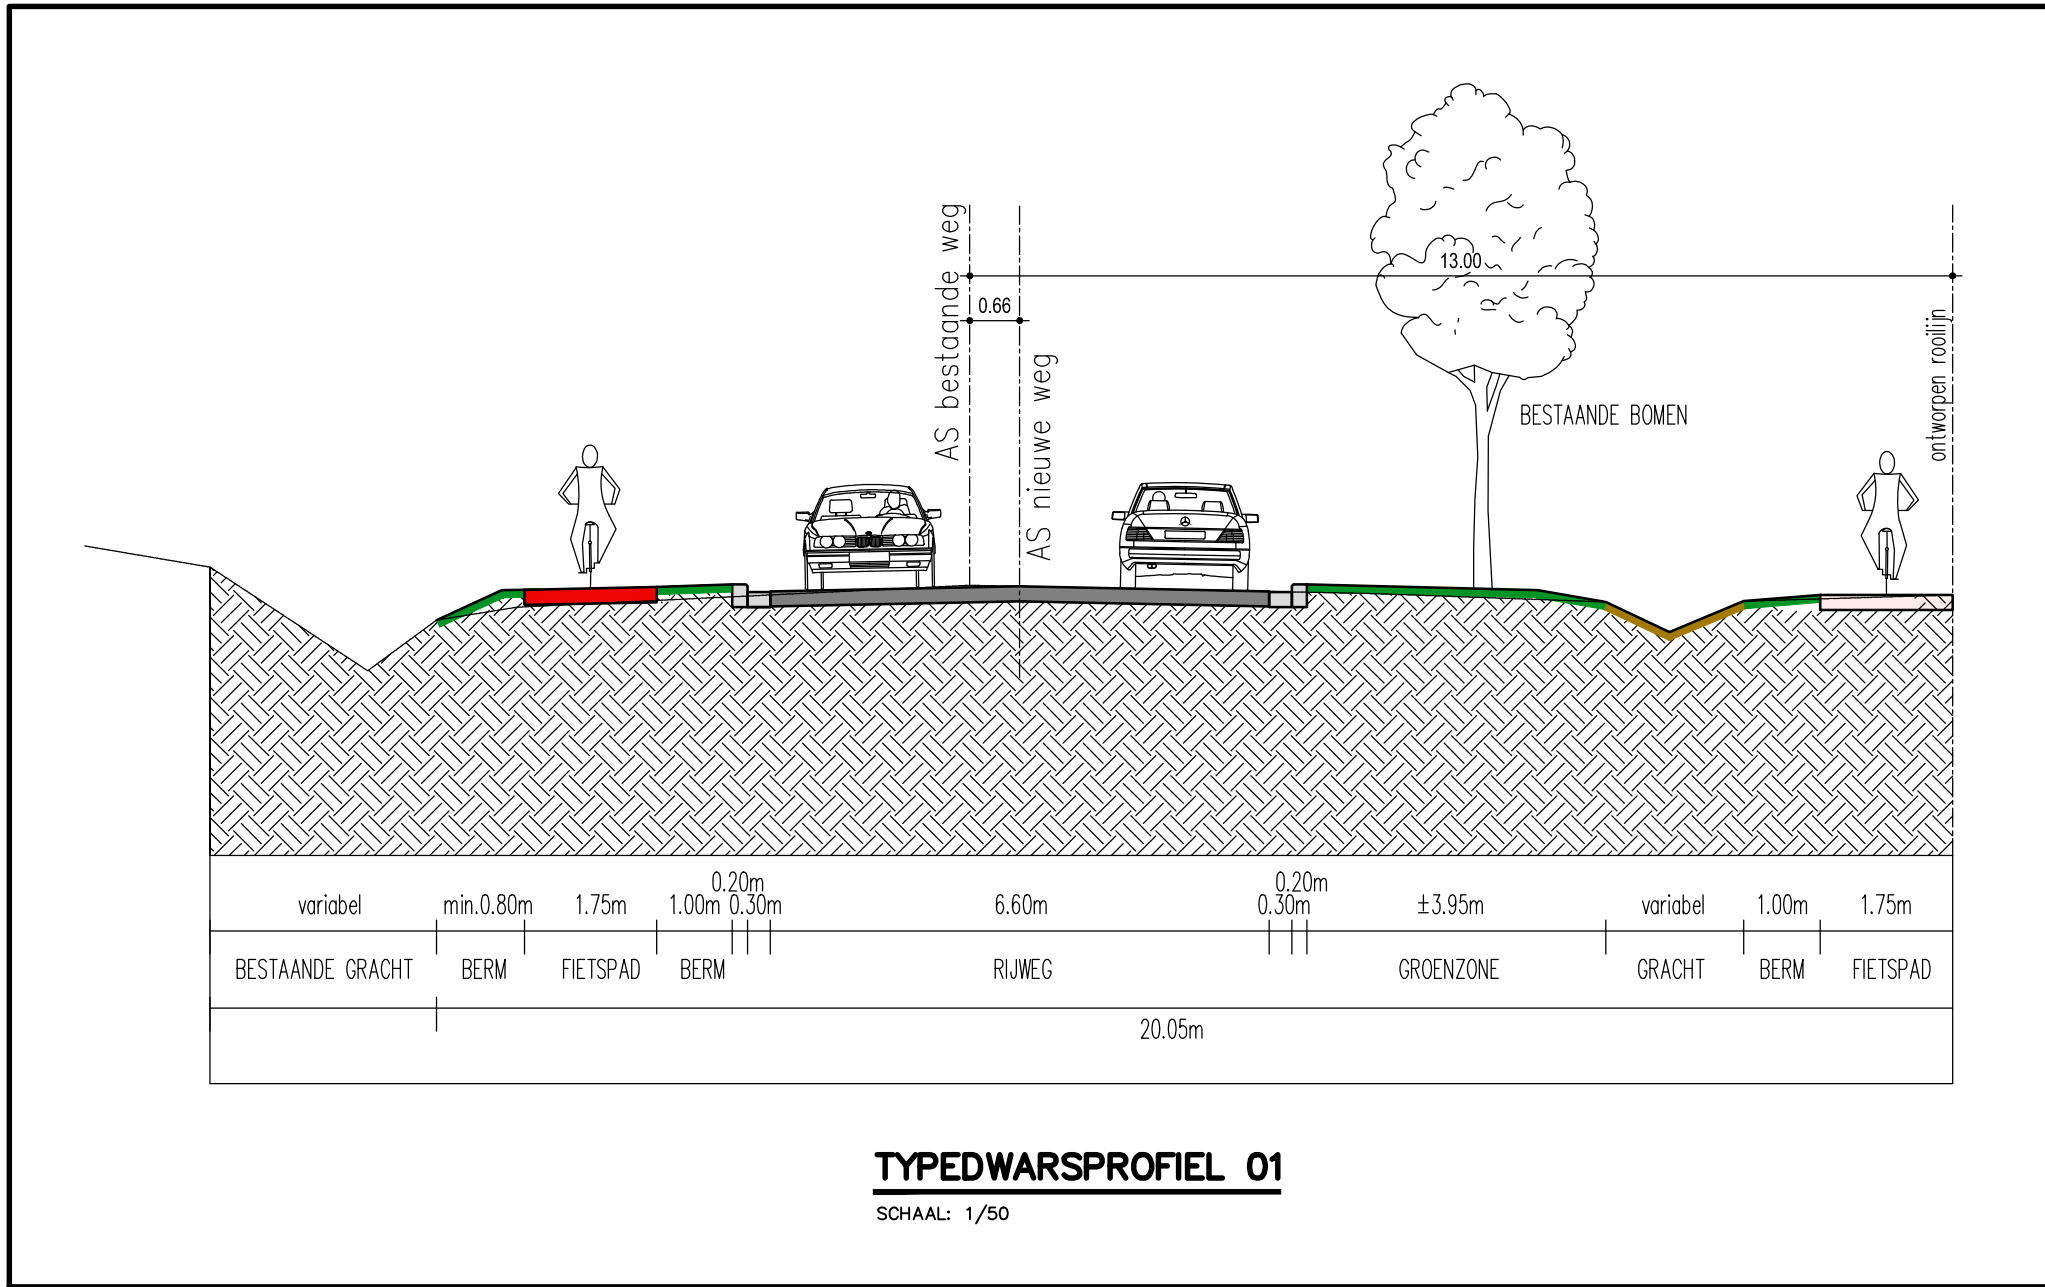 AS bestaande weg
AS nieuwe weg
13.00
0.66
ontworpen rooilijn
BESTAANDE BOMEN
0.20m 0.20m
variabel min.0.80m 1.75m 1.00m 0.30m 6.60m 0.30m ±3.95m variabel 1.00m 1.75m
BESTAANDE GRACHT BERM FIETSPAD BERM RIJWEG GROENZONE GRACHT BERM FIETSPAD
20.05m
TYPEDWARSPROFIEL 01
SCHAAL: 1/50